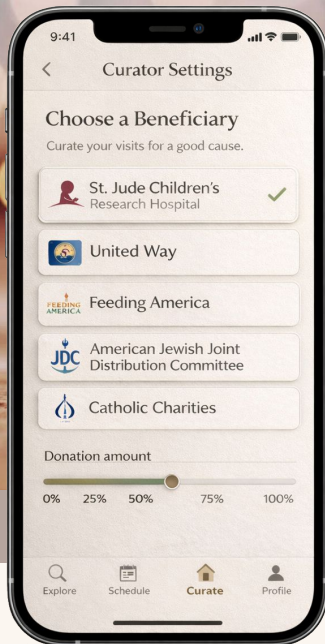 9:41
Curator Settings
Choose a Beneficiary
Curate your visits for a good cause.
St. Jude Children's
Research Hospital
United Way
FEEDING
AMERICA
Feeding America
JDC
American Jewish Joint
Distribution Committee
Catholic Charities
Donation amount
0% 25% 50% 75% 100%
Explore Schedule Curate Profile